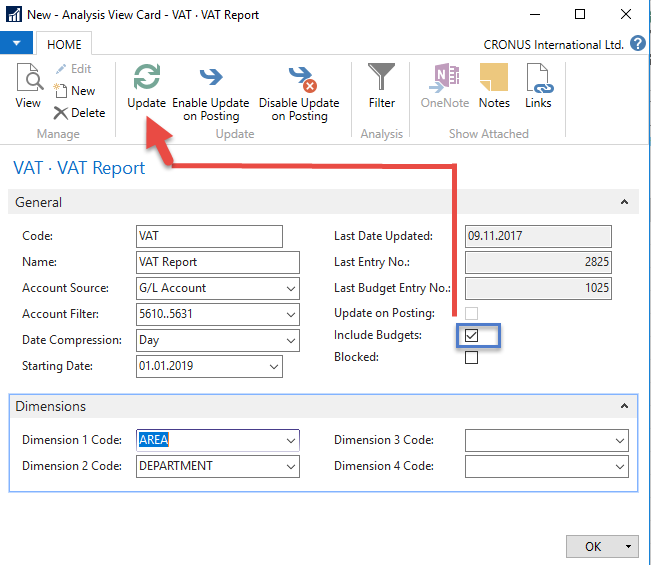 New - Analysis View Card - VAT · VAT Report
HOME
CRONUS International Ltd.
?
View
Edit
New
Delete
Manage
Update
Enable Update
on Posting
Disable Update
on Posting
Update
Filter
Analysis
OneNote
Notes
Links
Show Attached
VAT · VAT Report
General
Code: VAT
Name: VAT Report
Account Source: G/L Account
Account Filter: 5610..5631
Date Compression: Day
Starting Date: 01.01.2019
Last Date Updated: 09.11.2017
Last Entry No.: 2825
Last Budget Entry No.: 1025
Update on Posting:
Include Budgets:
Blocked:
Dimensions
Dimension 1 Code: AREA
Dimension 2 Code: DEPARTMENT
Dimension 3 Code:
Dimension 4 Code:
OK